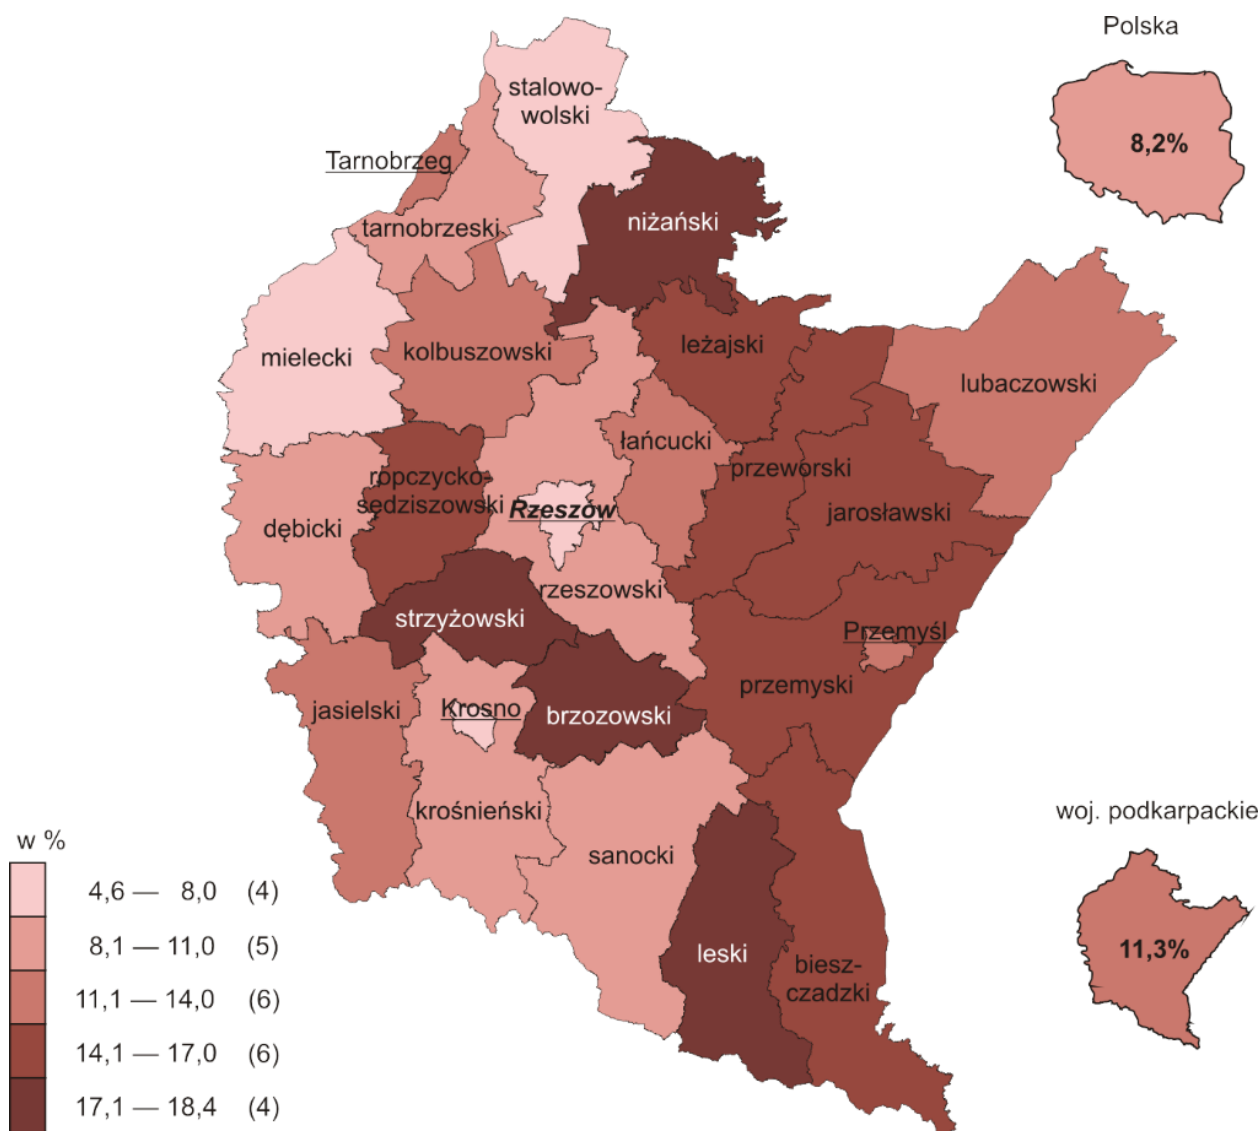 Polska
8,2%
stalowo-
wolski
Tarnobrzeg
tarnobrzeski
niżański
mielecki
kolbuszowski
leżajski
lubaczowski
łańcucki
przeworski
ropczycko-
sedziszowski
Rzeszów
jarosławski
dębicki
rzeszowski
strzyżowski
Przemyśl
przemyski
jasielski
Krosno
brzozowski
krośnieński
sanocki
leski
biesz-
czadzki
woj. podkarpackie
11,3%
w %
4,6 — 8,0 (4)
8,1 — 11,0 (5)
11,1 — 14,0 (6)
14,1 — 17,0 (6)
17,1 — 18,4 (4)